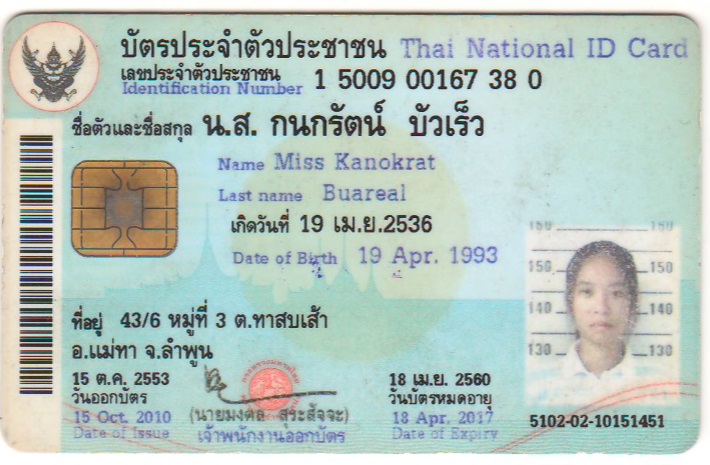 บัตรประจำตัวประชาชน Thai National ID Card
เลขประจำตัวประชาชน 1 5009 00167 38 0
Identification Number
ชื่อตัวและชื่อสกุล น.ส. กนกรัตน์ บัวเร็ว
Name Miss Kanokrat
Last name Buareal
เกิดวันที่ 19 เม.ย.2536
Date of Birth 19 Apr. 1993
150 150
140 140
130 130
ที่อยู่ 43/6 หมู่ที่ 3 ต.ทาสบเส้า
อ.แม่ทา จ.ลำพูน
15 ต.ค. 2553
วันออกบัตร
15 Oct. 2010
Date of Issue
(นายมงคล สุระสัจจะ)
เจ้าพนักงานออกบัตร
18 เม.ย. 2560
วันบัตรหมดอายุ
18 Apr. 2017
Date of Expiry
5102-02-10151451